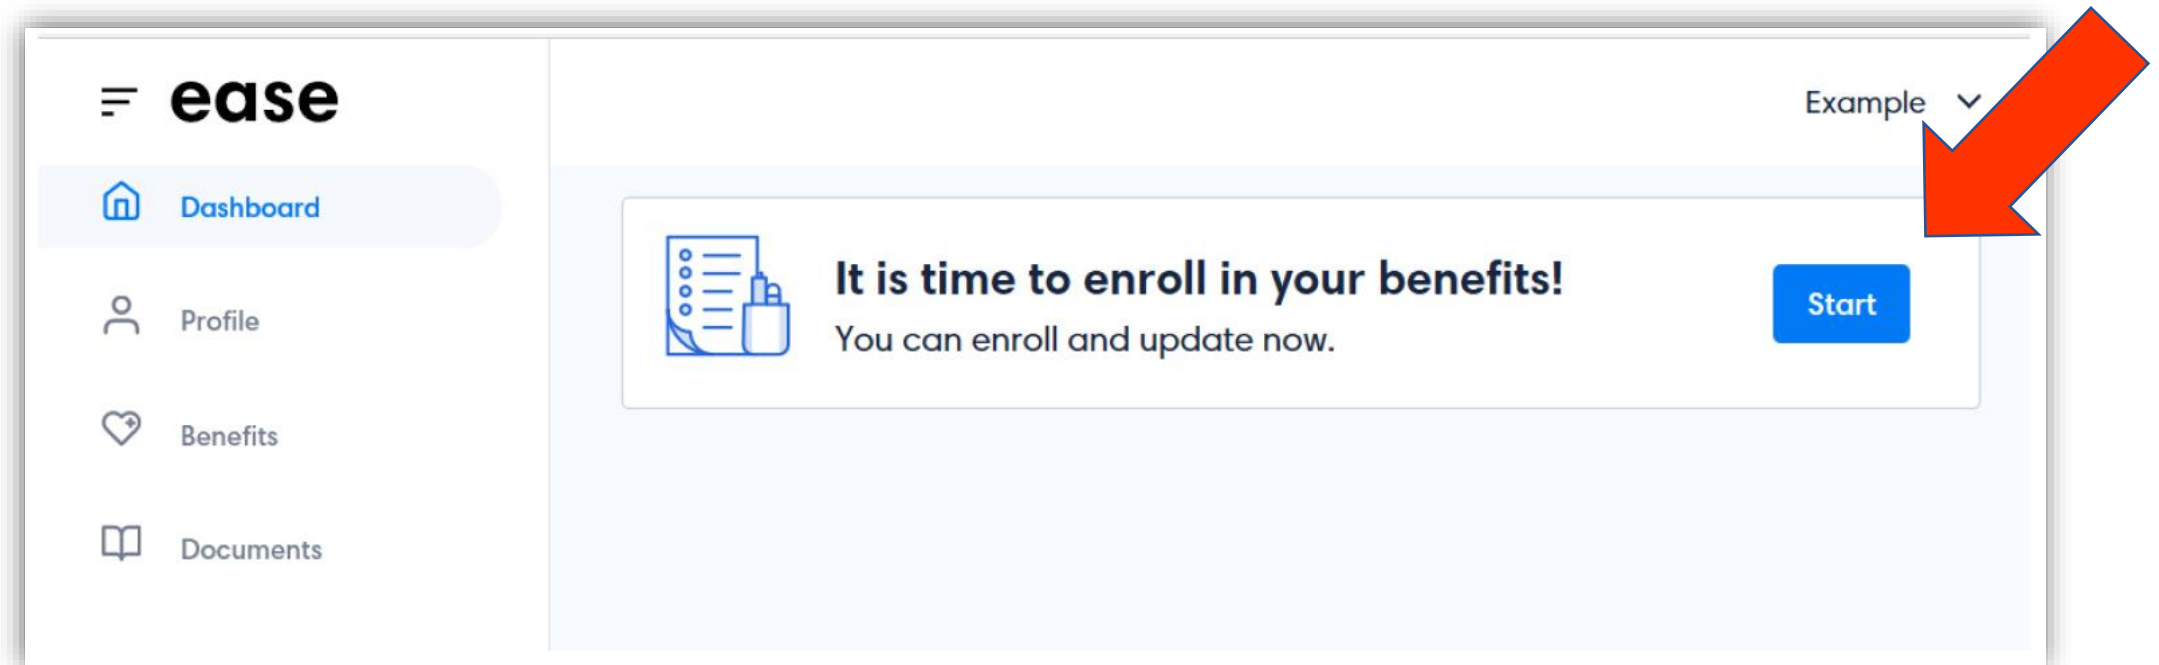 ease
Example
Dashboard
Profile
Benefits
Documents
It is time to enroll in your benefits!
You can enroll and update now.
Start